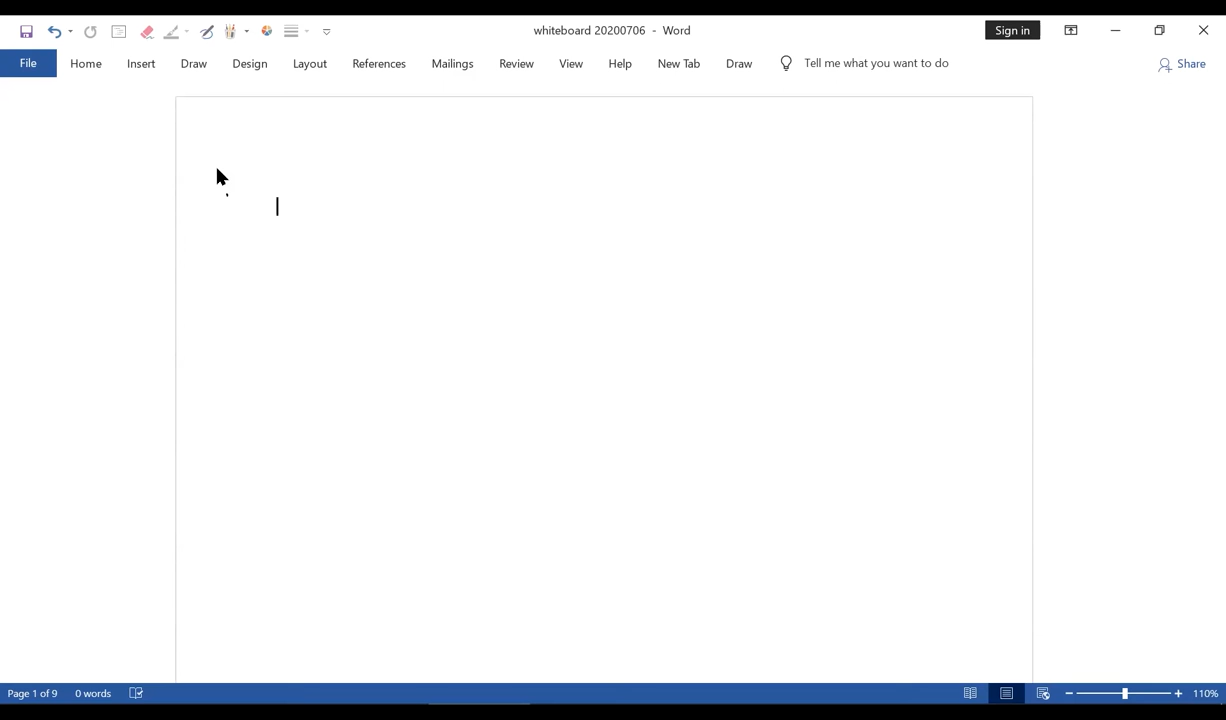 whiteboard 20200706 - Word
Sign in
File Home Insert Draw Design Layout References Mailings Review View Help New Tab Draw Tell me what you want to do Share
Page 1 of 9 0 words 110%